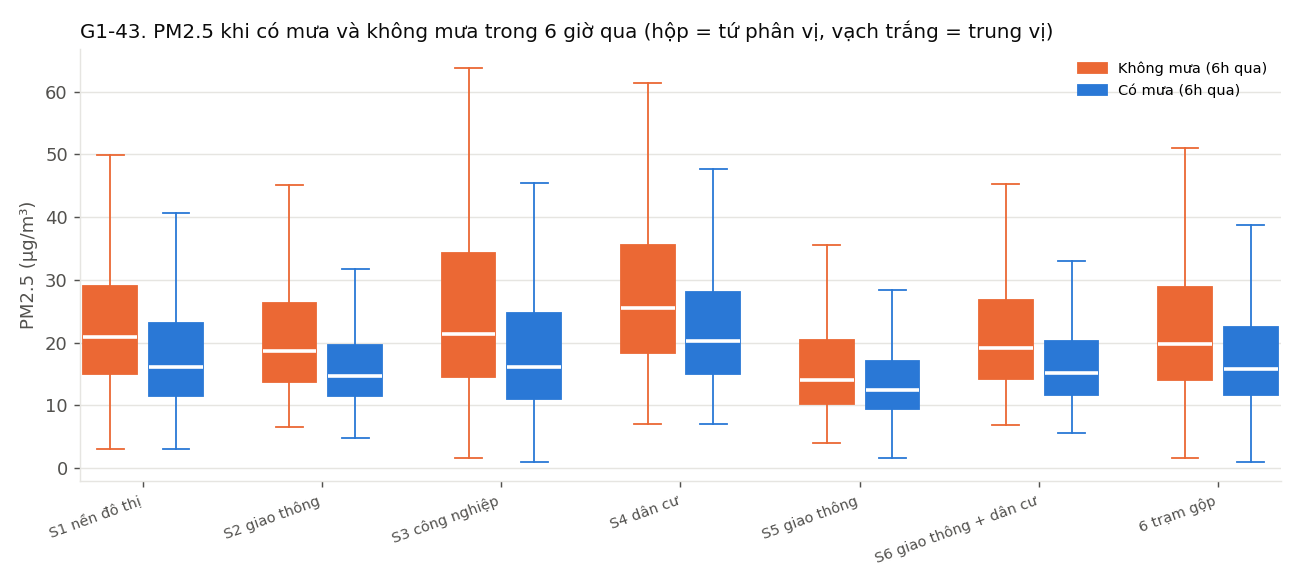 G1-43. PM2.5 khi có mưa và không mưa trong 6 giờ qua (hộp = tứ phân vị, vạch trắng = trung vị)
Không mưa (6h qua)
Có mưa (6h qua)
PM2.5 (µg/m³)
60
50
40
30
20
10
0
S1 nền đô thị
S2 giao thông
S3 công nghiệp
S4 dân cư
S5 giao thông
S6 giao thông + dân cư
6 trạm gộp